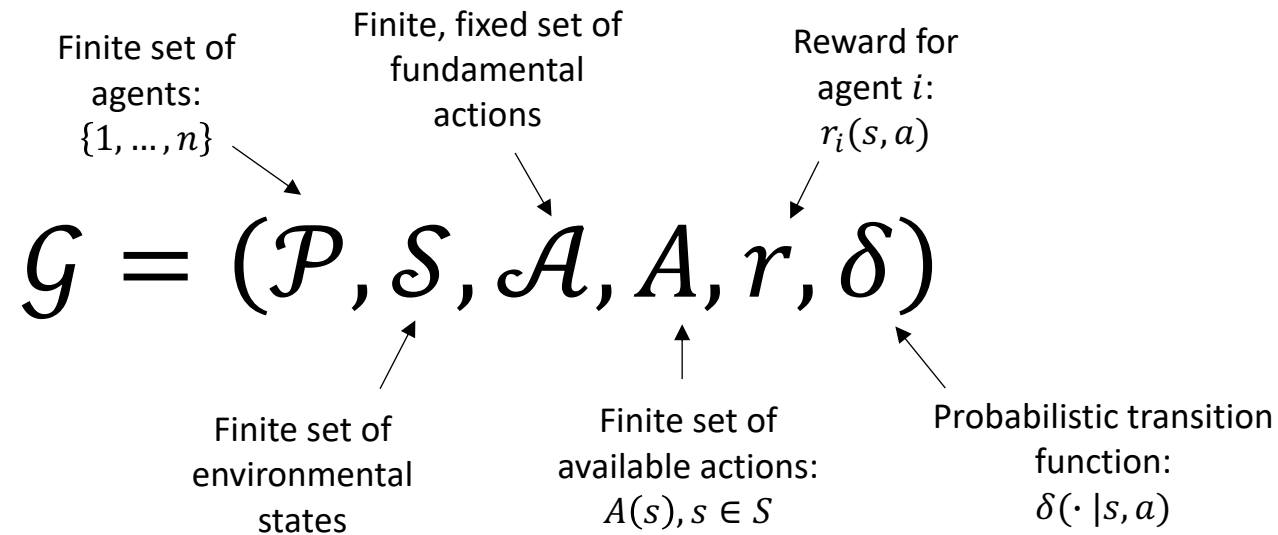 Finite set of
agents:
{1, … , n}
Finite, fixed set of
fundamental
actions
Reward for
agent 𝑖:
𝑟ᵢ(𝑠, 𝑎)
𝒢 = (𝒫, 𝒮, 𝒜, 𝐴, 𝑟, 𝛿)
Finite set of
environmental
states
Finite set of
available actions:
𝐴(𝑠), 𝑠 ∈ 𝑆
Probabilistic transition
function:
𝛿(· |𝑠, 𝑎)